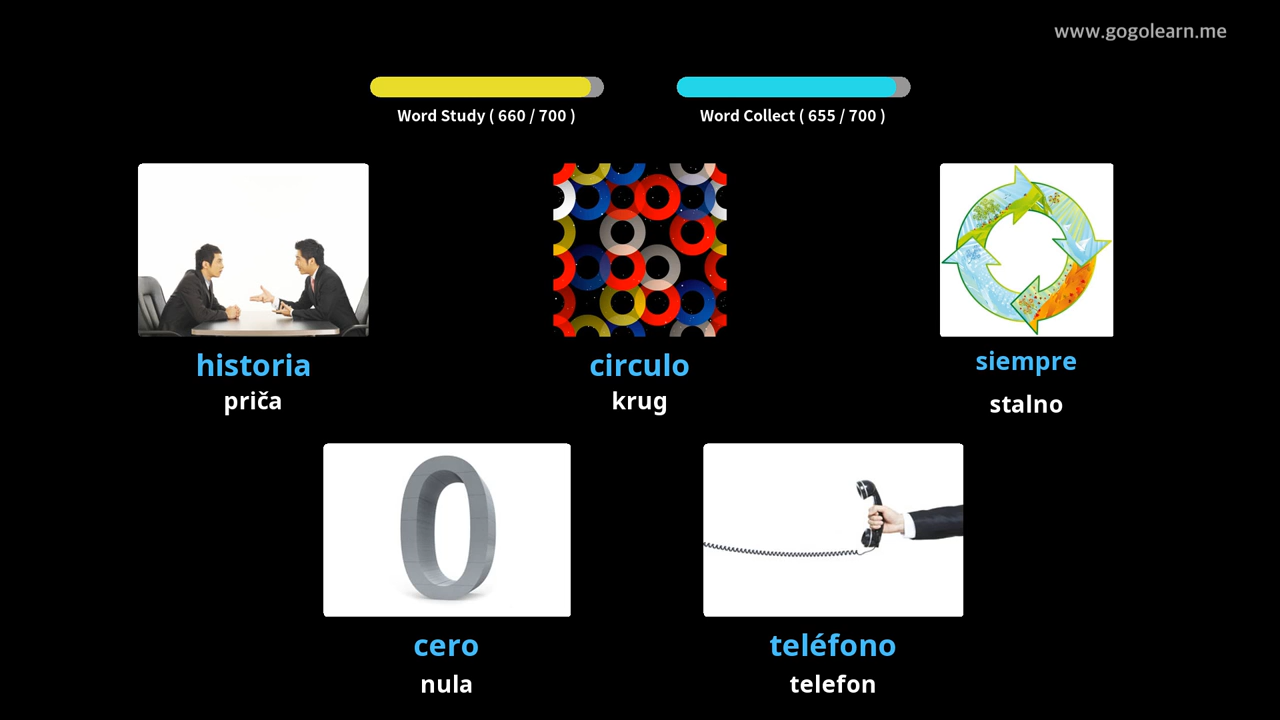 www.gogolearn.me
Word Study ( 660 / 700 )
Word Collect ( 655 / 700 )
historia
priča
circulo
krug
siempre
stalno
0
cero
nula
teléfono
telefon